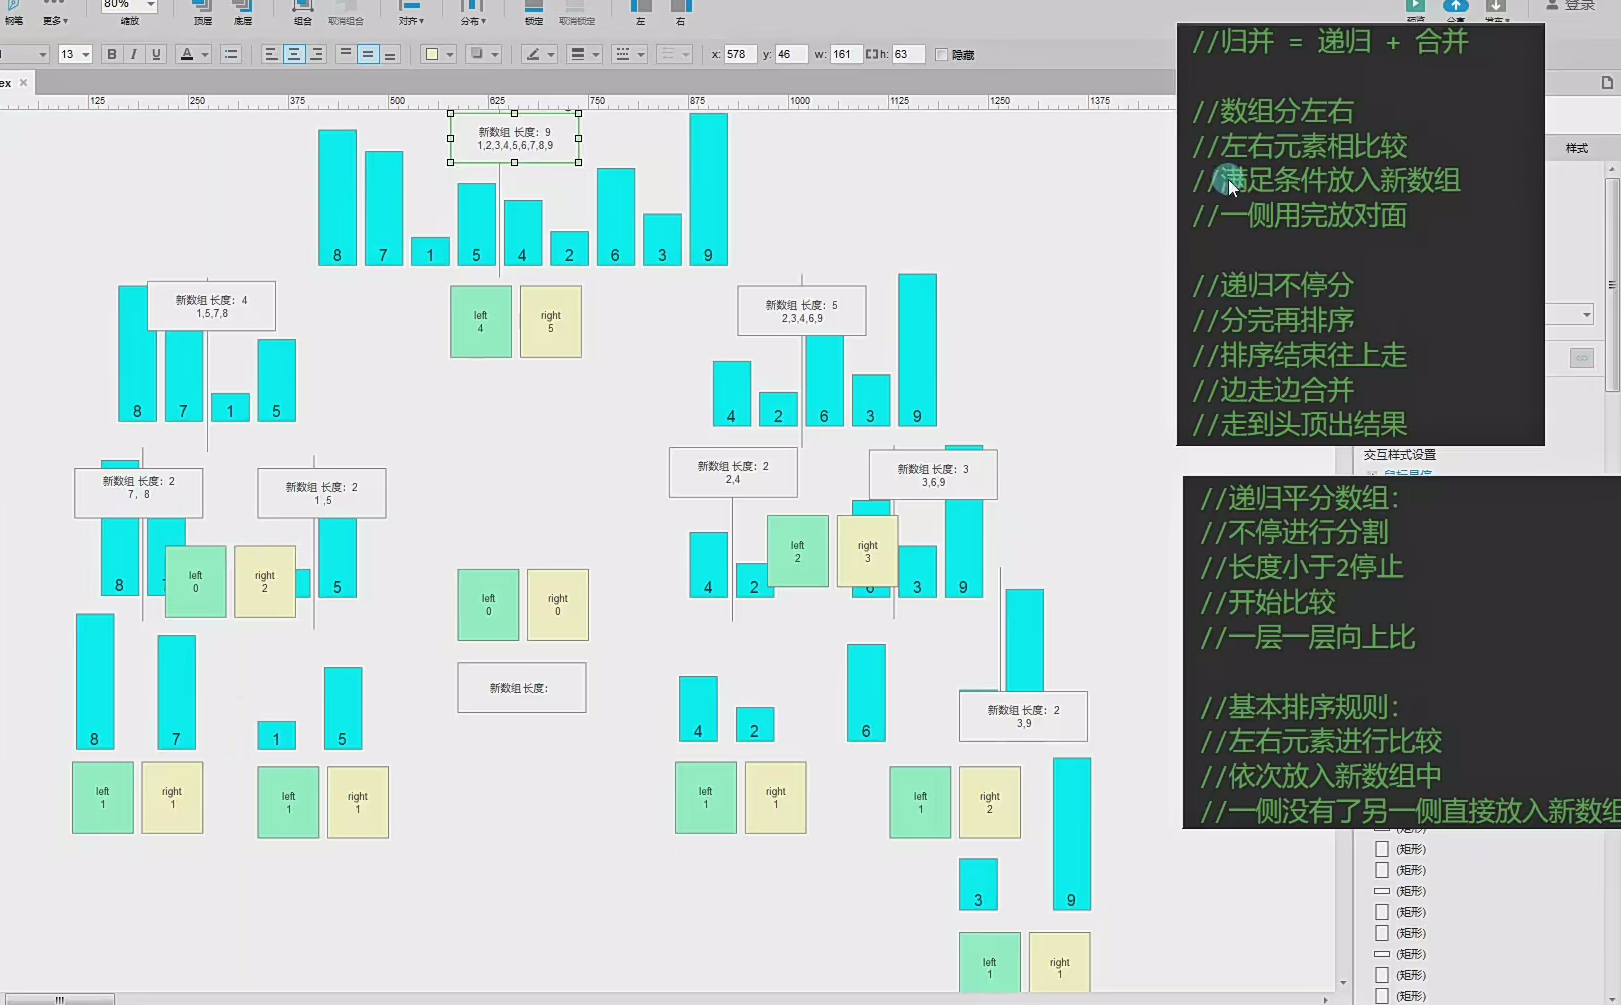 80%
登录
钢笔
更多▾
缩放
顶层
底层
组合
取消组合
对齐▾
分布▾
锁定
取消锁定
左
右
13
B I U A
x: 578
y: 46
w: 161
h: 63
隐藏
ex ×
125 250 375 500 625 750 875 1000 1125 1250 1375
样式
新数组 长度：9
1,2,3,4,5,6,7,8,9
8 7 1 5 4 2 6 3 9
新数组 长度：4
1,5,7,8
left
4
right
5
新数组 长度：5
2,3,4,6,9
8 7 1 5
4 2 6 3 9
新数组 长度：2
7，8
新数组 长度：2
1 ,5
新数组 长度：2
2,4
新数组 长度：3
3,6,9
left
0
right
2
left
0
right
0
left
2
right
3
8
5
4 2 6 3 9
新数组 长度：
新数组 长度：2
3,9
8 7 1 5
4 2 6
left
1
right
1
left
1
right
1
left
1
right
1
left
1
right
2
3 9
left
1
right
1
//归并 = 递归 + 合并
//数组分左右
//左右元素相比较
//满足条件放入新数组
//一侧用完放对面
//递归不停分
//分完再排序
//排序结束往上走
//边走边合并
//走到头顶出结果
交互样式设置
//递归平分数组：
//不停进行分割
//长度小于2停止
//开始比较
//一层一层向上比
//基本排序规则：
//左右元素进行比较
//依次放入新数组中
//一侧没有了另一侧直接放入新数组
(矩形)
(矩形)
(矩形)
(矩形)
(矩形)
(矩形)
(矩形)
(矩形)
(矩形)